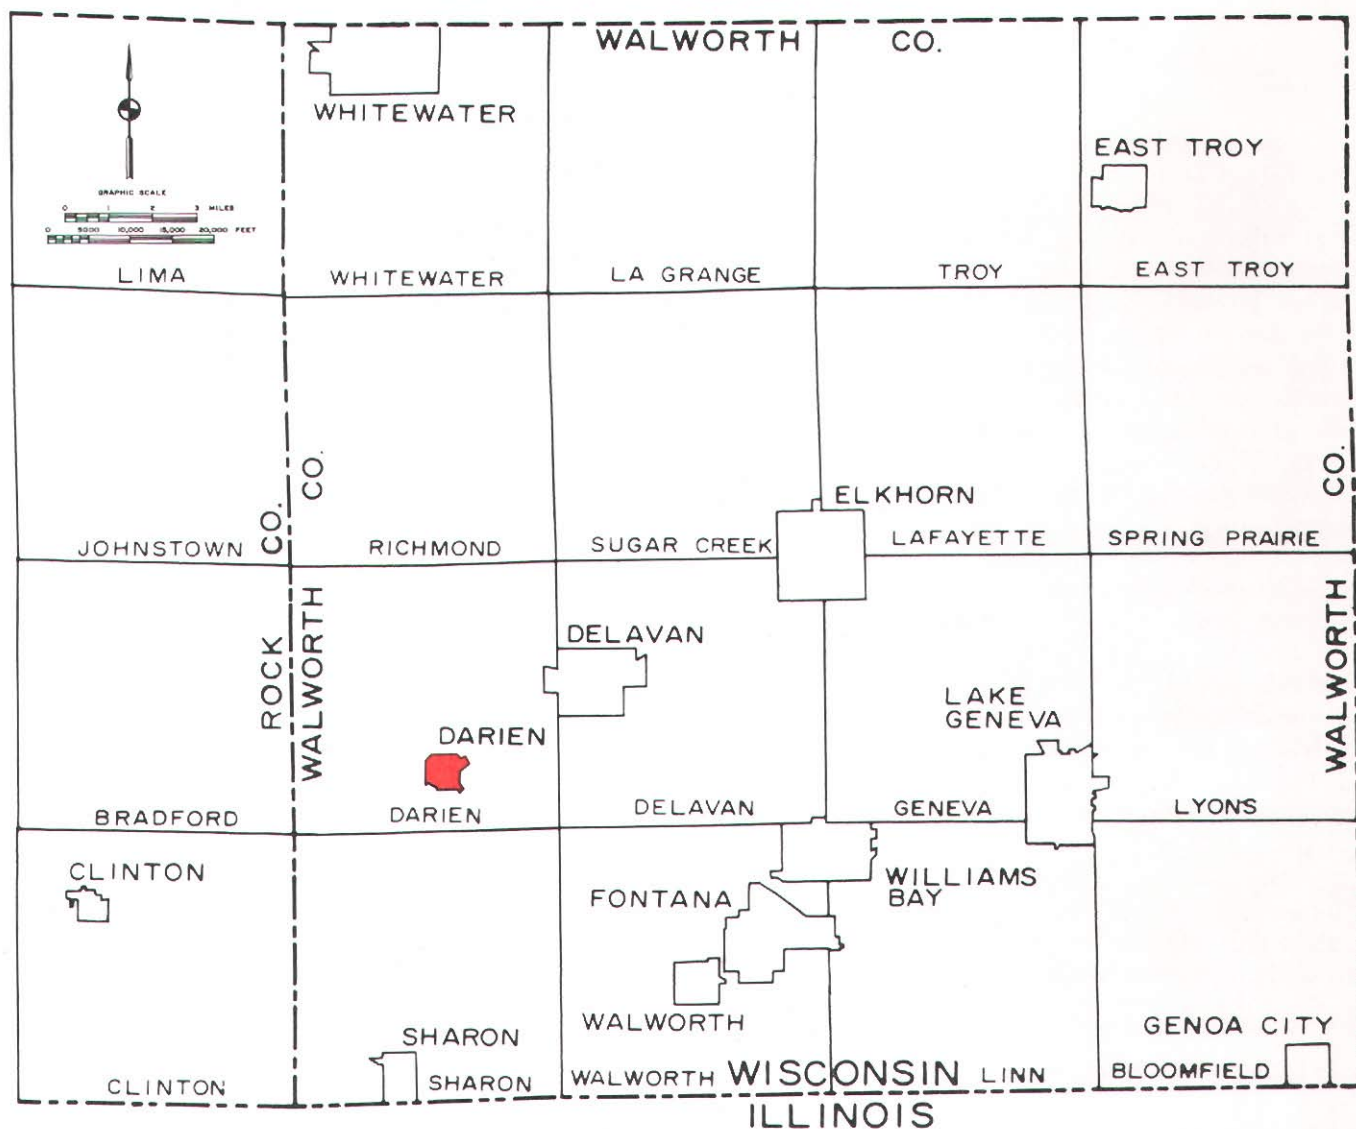 WALWORTH CO.
WHITEWATER
EAST TROY
GRAPHIC SCALE
0 1 2 3 MILES
0 5000 10,000 15,000 20,000 FEET
LIMA
WHITEWATER
LA GRANGE
TROY
EAST TROY
ROCK CO.
WALWORTH CO.
WALWORTH CO.
ELKHORN
JOHNSTOWN
RICHMOND
SUGAR CREEK
LAFAYETTE
SPRING PRAIRIE
DELAVAN
LAKE
GENEVA
DARIEN
BRADFORD
DARIEN
DELAVAN
GENEVA
LYONS
CLINTON
FONTANA
WILLIAMS
BAY
WALWORTH
SHARON
GENOA CITY
CLINTON
SHARON
WALWORTH
WISCONSIN
LINN
BLOOMFIELD
ILLINOIS